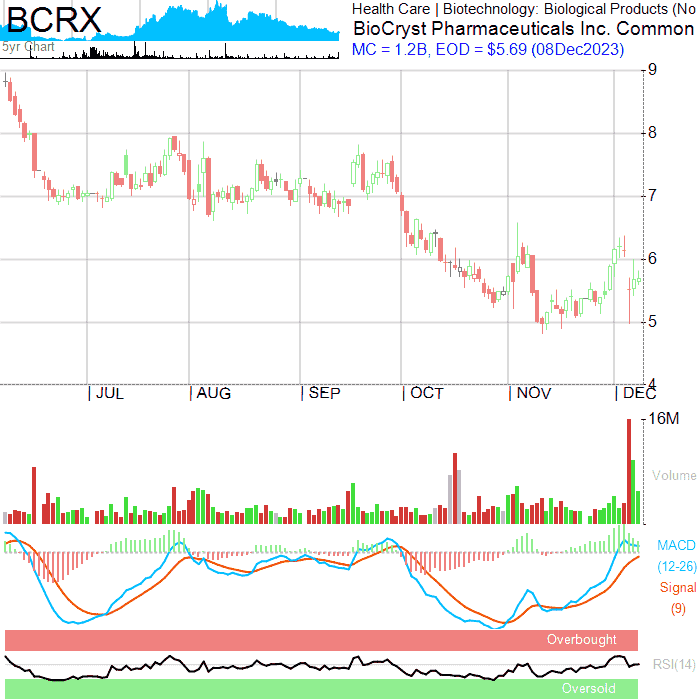 BCRX
5yr Chart
Health Care | Biotechnology: Biological Products (No
BioCryst Pharmaceuticals Inc. Common
MC = 1.2B, EOD = $5.69 (08Dec2023)
9
8
7
6
5
4
JUL AUG SEP OCT NOV DEC
16M
Volume
MACD
(12-26)
Signal
(9)
Overbought
RSI(14)
Oversold